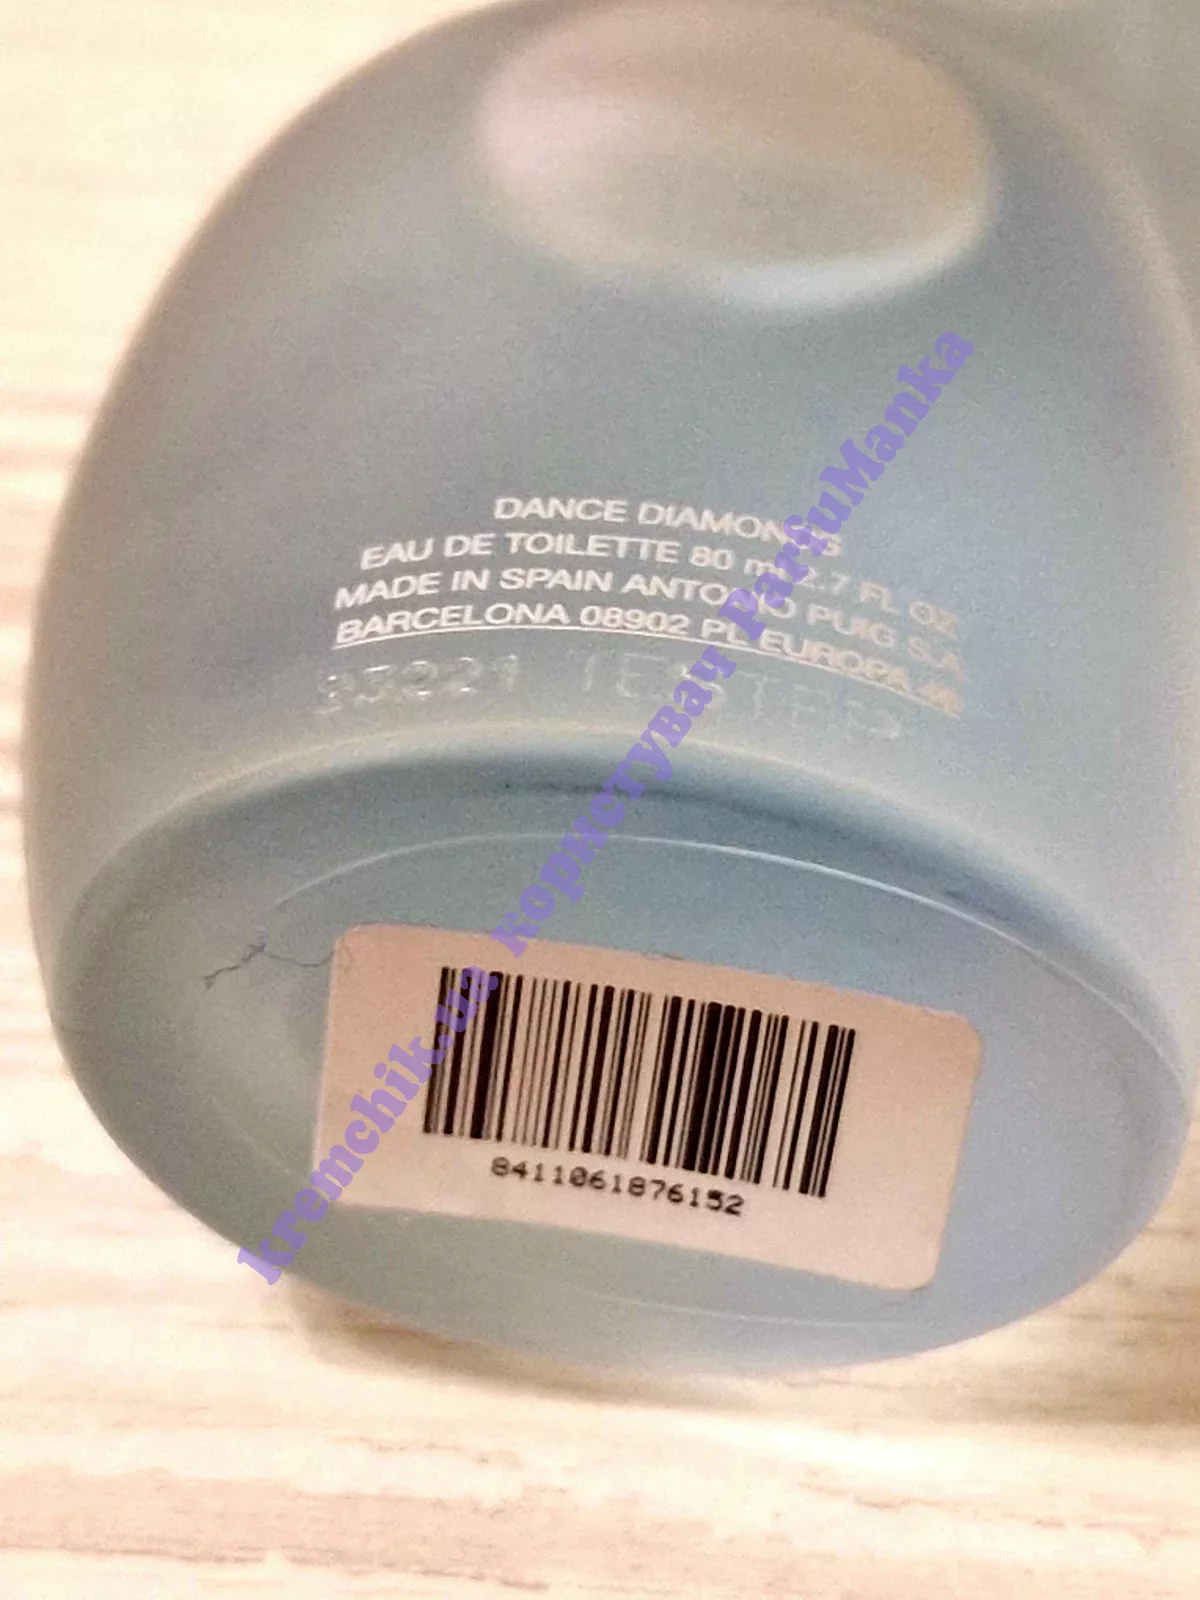 DANCE DIAMONDS
EAU DE TOILETTE 80 ml 2.7 FL OZ
MADE IN SPAIN ANTONIO PUIG S.A
BARCELONA 08902 PL EUROPA 46
93221 TESTER
8411061876152
kremchik.ua користувач ParfuManka